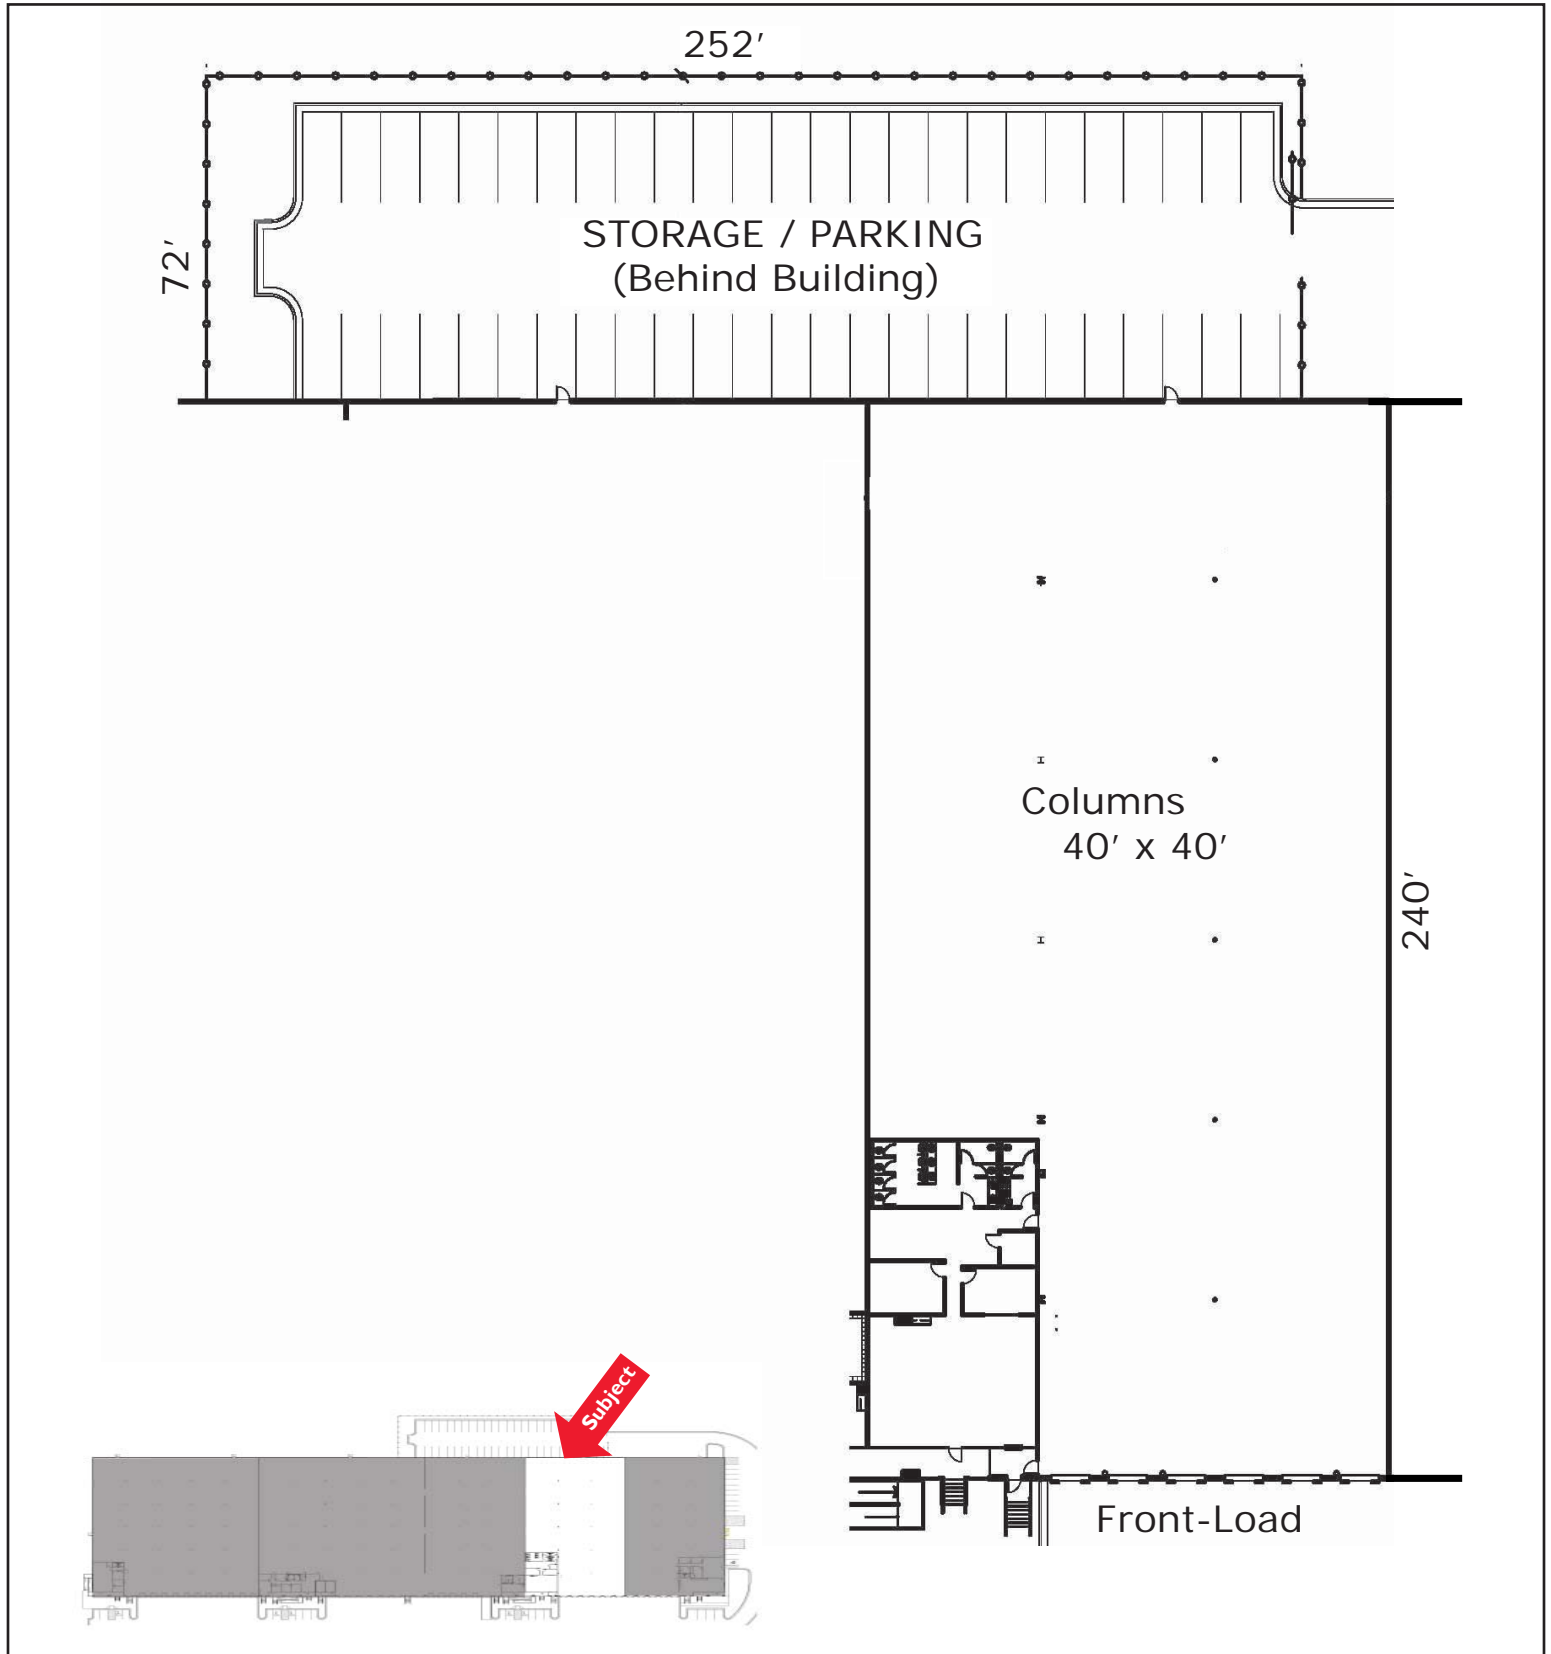 252′
72′
STORAGE / PARKING
(Behind Building)
Columns
40′ x 40′
240′
Subject
Front-Load